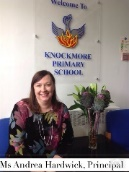 Welcome To
KNOCKMORE
PRIMARY
SCHOOL
Ms Andrea Hardwick, Principal